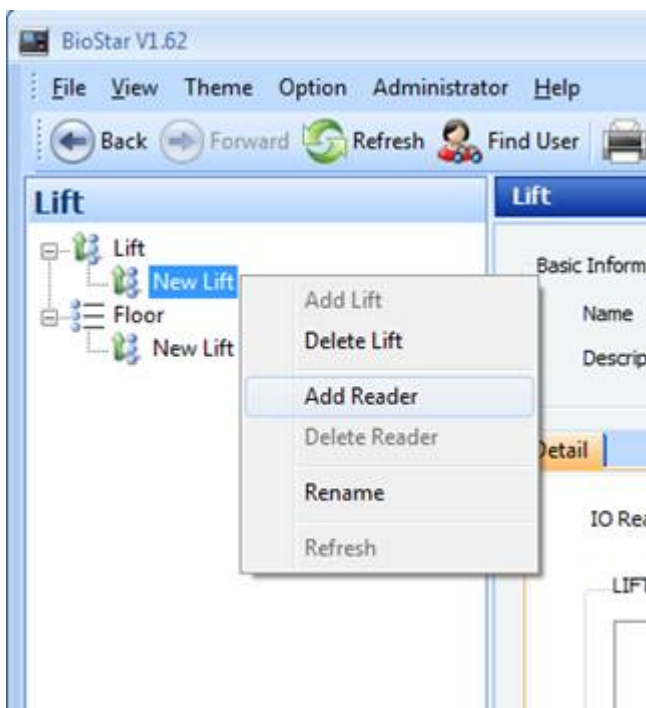 BioStar V1.62
File View Theme Option Administrator Help
Back Forward Refresh Find User
Lift
Lift
New Lift
Floor
New Lift
Add Lift
Delete Lift
Add Reader
Delete Reader
Rename
Refresh
Lift
Basic Inform
Name
Descrip
Detail
IO Rea
LIFT